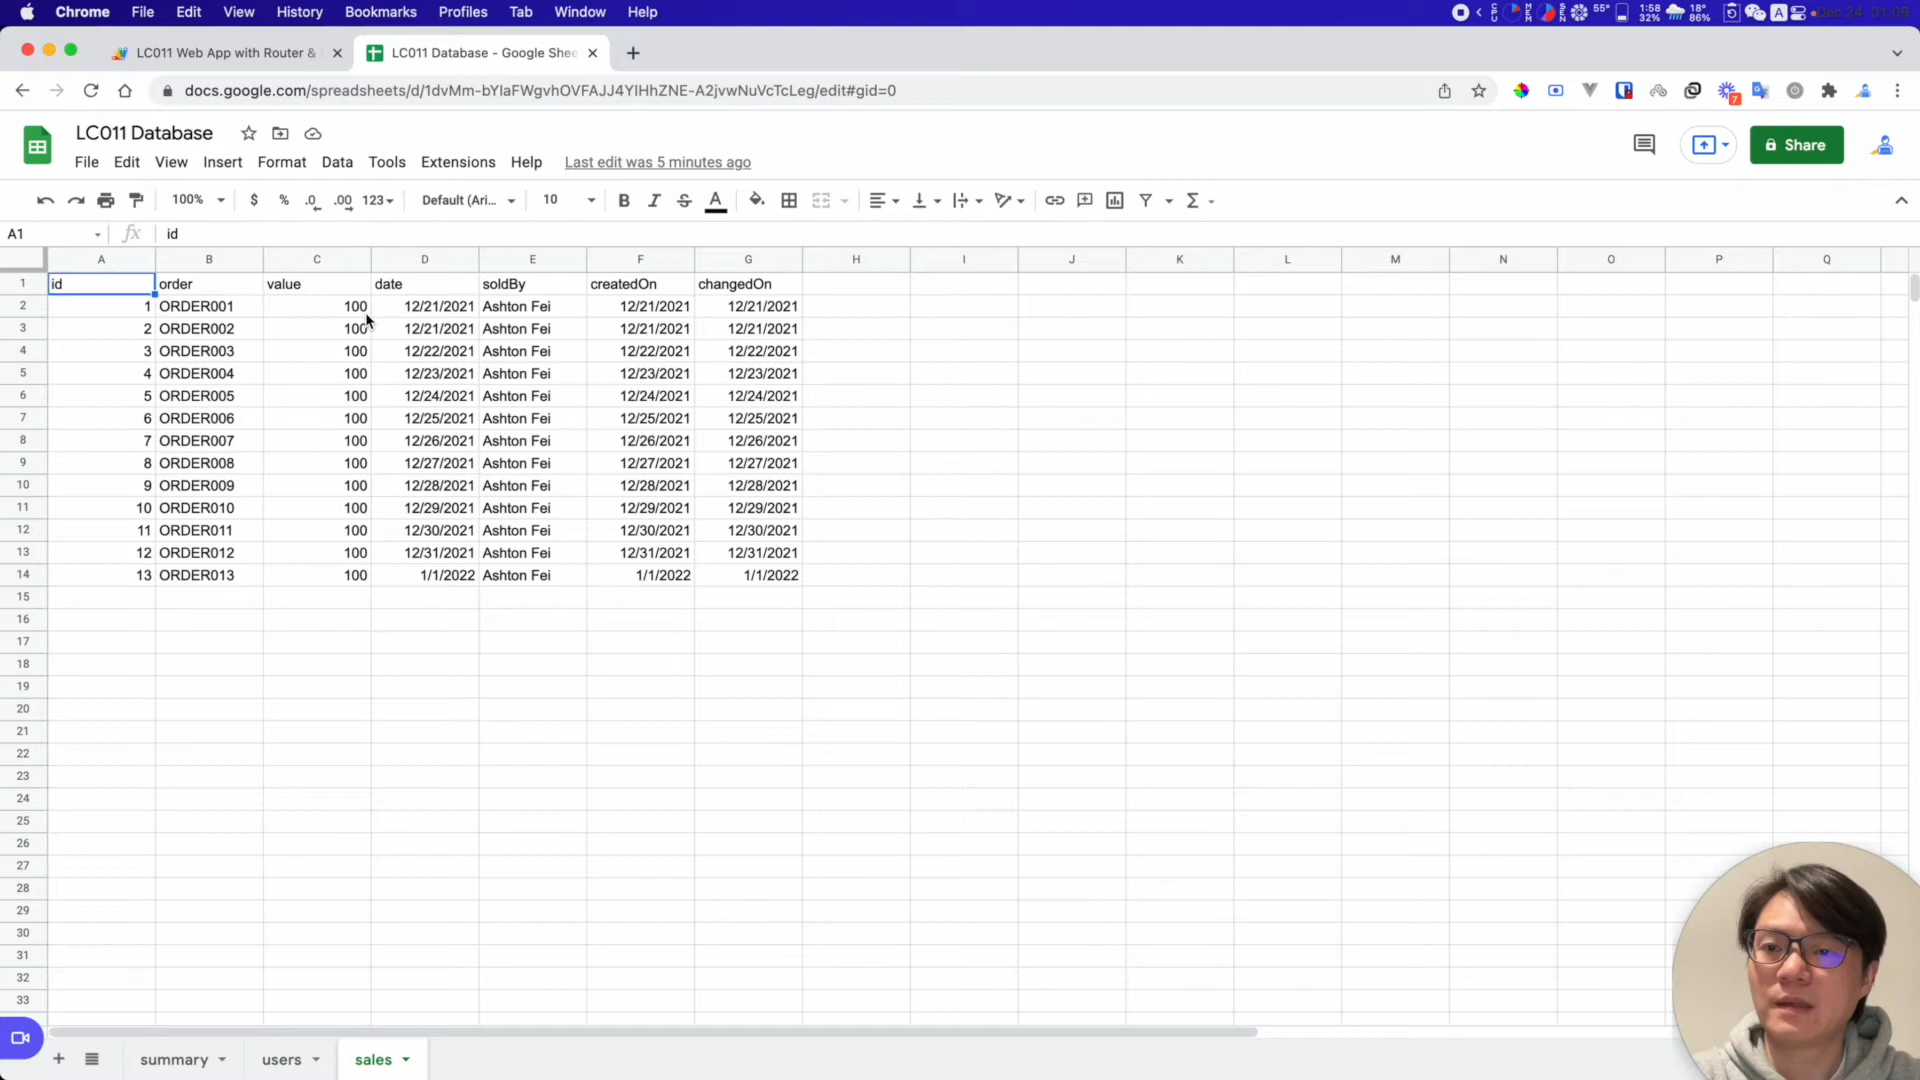 Chrome File Edit View History Bookmarks Profiles Tab Window Help 55° 1:58 32% 18° 86% A
LC011 Web App with Router & LC011 Database - Google Shee
docs.google.com/spreadsheets/d/1dvMm-bYlaFWgvhOVFAJJ4YIHhZNE-A2jvwNuVcTcLeg/edit#gid=0 7
LC011 Database
Share
File Edit View Insert Format Data Tools Extensions Help Last edit was 5 minutes ago
100% $ % .0 .00 123 Default (Ari... 10 B I S A
A1 fx id
A B C D E F G H I J K L M N O P Q
1 id order value date soldBy createdOn changedOn
2 1 ORDER001 100 12/21/2021 Ashton Fei 12/21/2021 12/21/2021
3 2 ORDER002 100 12/21/2021 Ashton Fei 12/21/2021 12/21/2021
4 3 ORDER003 100 12/22/2021 Ashton Fei 12/22/2021 12/22/2021
5 4 ORDER004 100 12/23/2021 Ashton Fei 12/23/2021 12/23/2021
6 5 ORDER005 100 12/24/2021 Ashton Fei 12/24/2021 12/24/2021
7 6 ORDER006 100 12/25/2021 Ashton Fei 12/25/2021 12/25/2021
8 7 ORDER007 100 12/26/2021 Ashton Fei 12/26/2021 12/26/2021
9 8 ORDER008 100 12/27/2021 Ashton Fei 12/27/2021 12/27/2021
10 9 ORDER009 100 12/28/2021 Ashton Fei 12/28/2021 12/28/2021
11 10 ORDER010 100 12/29/2021 Ashton Fei 12/29/2021 12/29/2021
12 11 ORDER011 100 12/30/2021 Ashton Fei 12/30/2021 12/30/2021
13 12 ORDER012 100 12/31/2021 Ashton Fei 12/31/2021 12/31/2021
14 13 ORDER013 100 1/1/2022 Ashton Fei 1/1/2022 1/1/2022
15
16
17
18
19
20
21
22
23
24
25
26
27
28
29
30
31
32
33
summary users sales